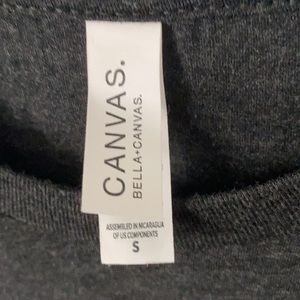 CANVAS.
BELLA+CANVAS.
ASSEMBLED IN NICARAGUA
OF US COMPONENTS
S